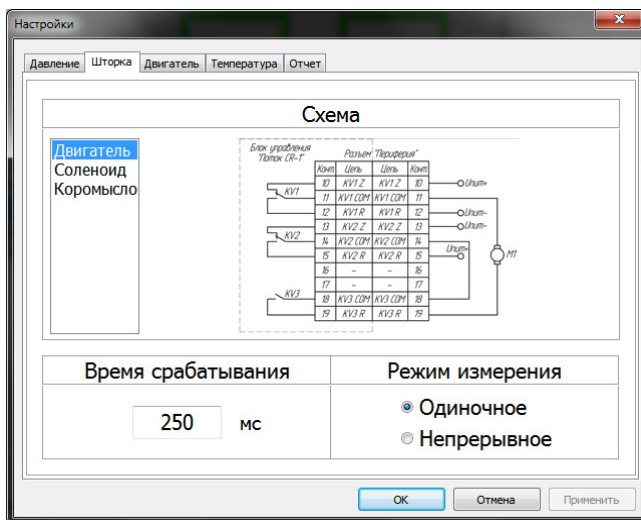 Настройки
Давление Шторка Двигатель Температура Отчет
Схема
Двигатель
Соленоид
Коромысло
Блок управления
"Поток CR-1"
Разъем "Периферия"
Конт Цепь Цепь Конт
10 KV1 Z KV1 Z 10 Uпит+
KV1
11 KV1 COM KV1 COM 11
12 KV1 R KV1 R 12 Uпит-
13 KV2 Z KV2 Z 13 Uпит-
KV2
14 KV2 COM KV2 COM 14
Uпит+
15 KV2 R KV2 R 15
M1
16 - - 16
17 - - 17
KV3
18 KV3 COM KV3 COM 18
19 KV3 R KV3 R 19
Время срабатывания
Режим измерения
250 мс
Одиночное
Непрерывное
OK Отмена Применить